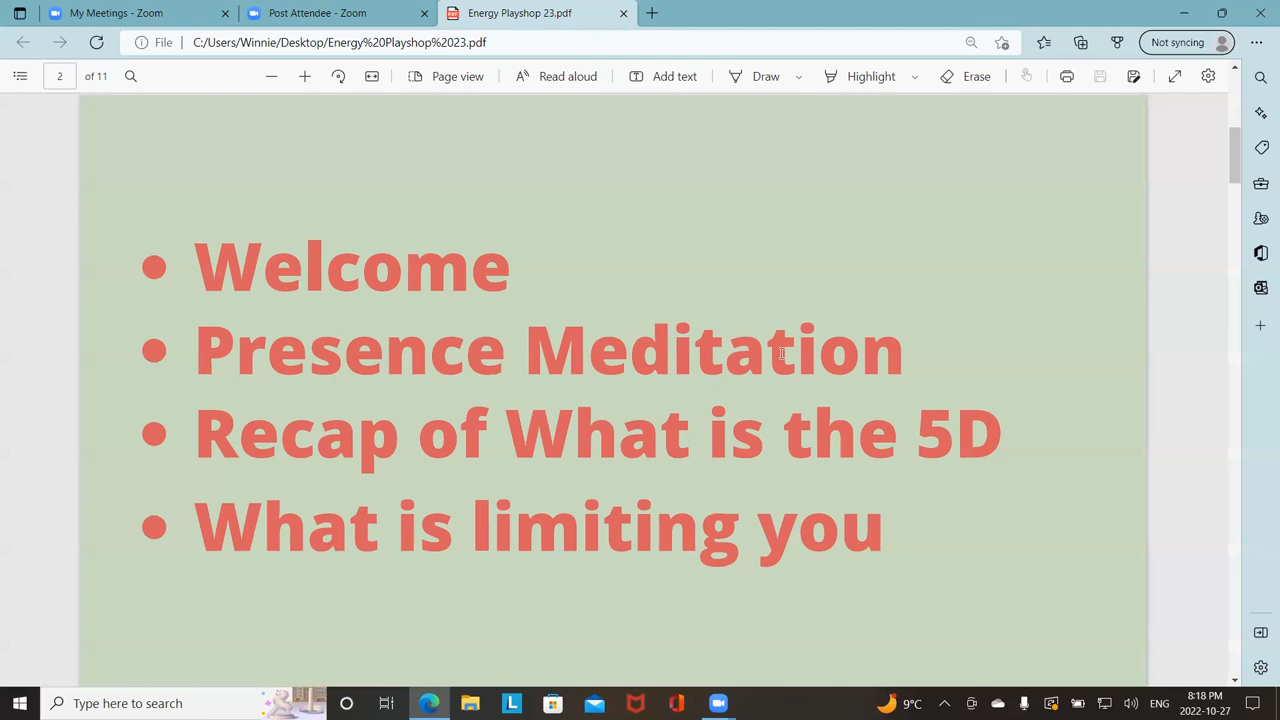 My Meetings - Zoom
Post Attendee - Zoom
Energy Playshop 23.pdf
File
C:/Users/Winnie/Desktop/Energy%20Playshop%2023.pdf
Not syncing
2 of 11
Page view
Read aloud
Add text
Draw
Highlight
Erase
• Welcome
• Presence Meditation
• Recap of What is the 5D
• What is limiting you
Type here to search
9°C
ENG
8:18 PM
2022-10-27